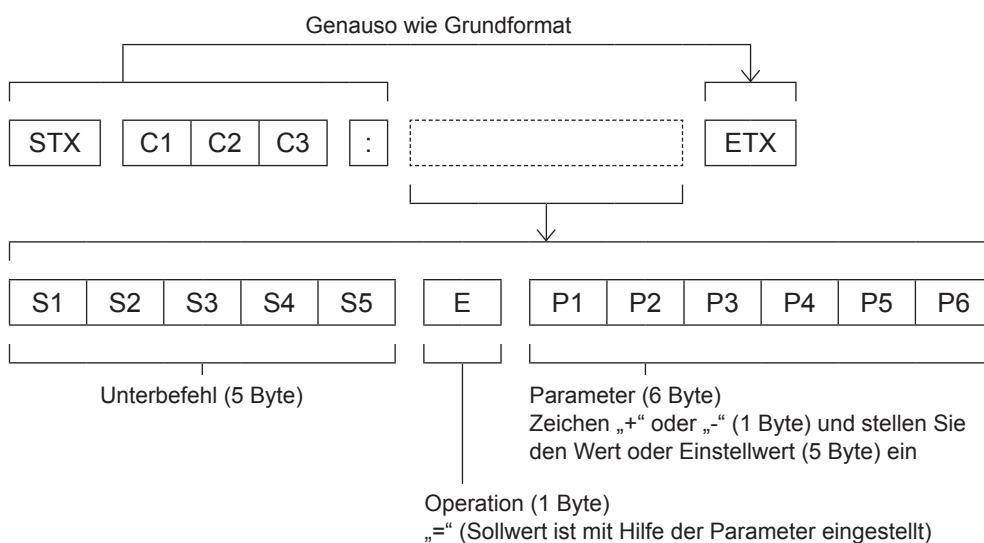 Genauso wie Grundformat
STX C1 C2 C3 : ETX
S1 S2 S3 S4 S5 E P1 P2 P3 P4 P5 P6
Unterbefehl (5 Byte)
Parameter (6 Byte)
Zeichen „+“ oder „-“ (1 Byte) und stellen Sie
den Wert oder Einstellwert (5 Byte) ein
Operation (1 Byte)
„=“ (Sollwert ist mit Hilfe der Parameter eingestellt)